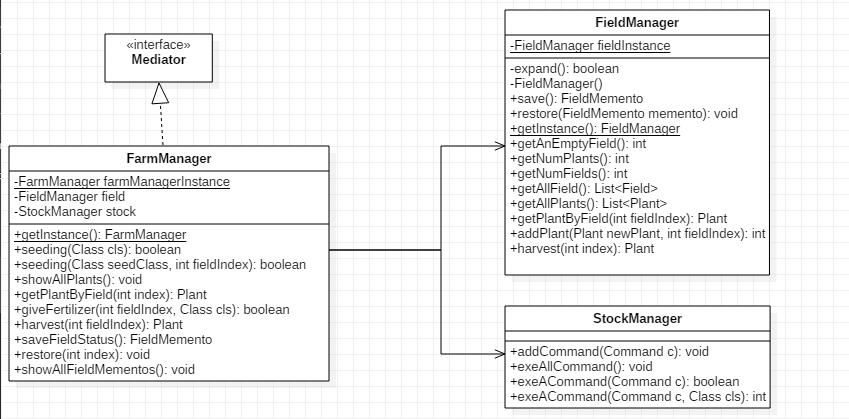 «interface»
Mediator
FarmManager
-FarmManager farmManagerInstance
-FieldManager field
-StockManager stock
+getInstance(): FarmManager
+seeding(Class cls): boolean
+seeding(Class seedClass, int fieldIndex): boolean
+showAllPlants(): void
+getPlantByField(int index): Plant
+giveFertilizer(int fieldIndex, Class cls): boolean
+harvest(int fieldIndex): Plant
+saveFieldStatus(): FieldMemento
+restore(int index): void
+showAllFieldMementos(): void
FieldManager
-FieldManager fieldInstance
-expand(): boolean
-FieldManager()
+save(): FieldMemento
+restore(FieldMemento memento): void
+getInstance(): FieldManager
+getAnEmptyField(): int
+getNumPlants(): int
+getNumFields(): int
+getAllField(): List<Field>
+getAllPlants(): List<Plant>
+getPlantByField(int fieldIndex): Plant
+addPlant(Plant newPlant, int fieldIndex): int
+harvest(int index): Plant
StockManager
+addCommand(Command c): void
+exeAllCommand(): void
+exeACommand(Command c): boolean
+exeACommand(Command c, Class cls): int